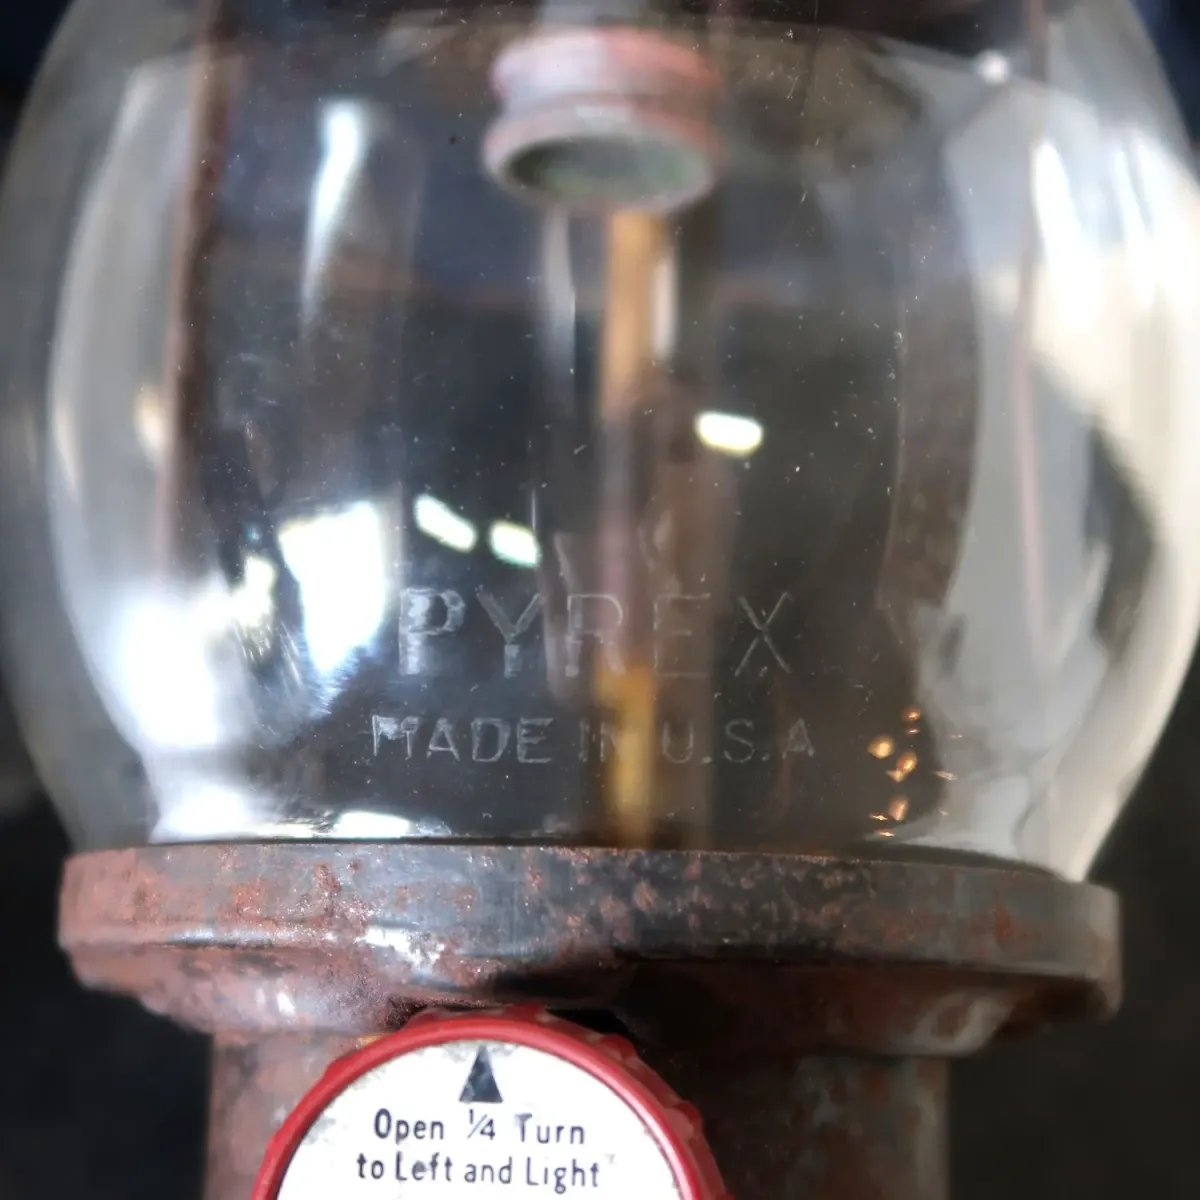 PYREX
MADE IN U.S.A
Open ¼ Turn
to Left and Light